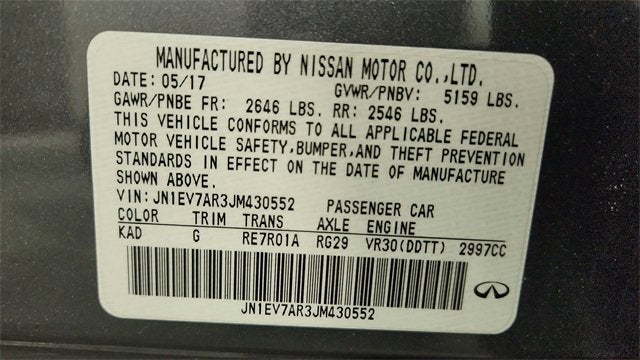 MANUFACTURED BY NISSAN MOTOR CO.,LTD.
DATE: 05/17 GVWR/PNBV: 5159 LBS.
GAWR/PNBE FR: 2646 LBS. RR: 2546 LBS.
THIS VEHICLE CONFORMS TO ALL APPLICABLE FEDERAL
MOTOR VEHICLE SAFETY,BUMPER,AND THEFT PREVENTION
STANDARDS IN EFFECT ON THE DATE OF MANUFACTURE
SHOWN ABOVE.
VIN: JN1EV7AR3JM430552 PASSENGER CAR
COLOR TRIM TRANS AXLE ENGINE
KAD G RE7R01A RG29 VR30(DDTT) 2997CC
JN1EV7AR3JM430552